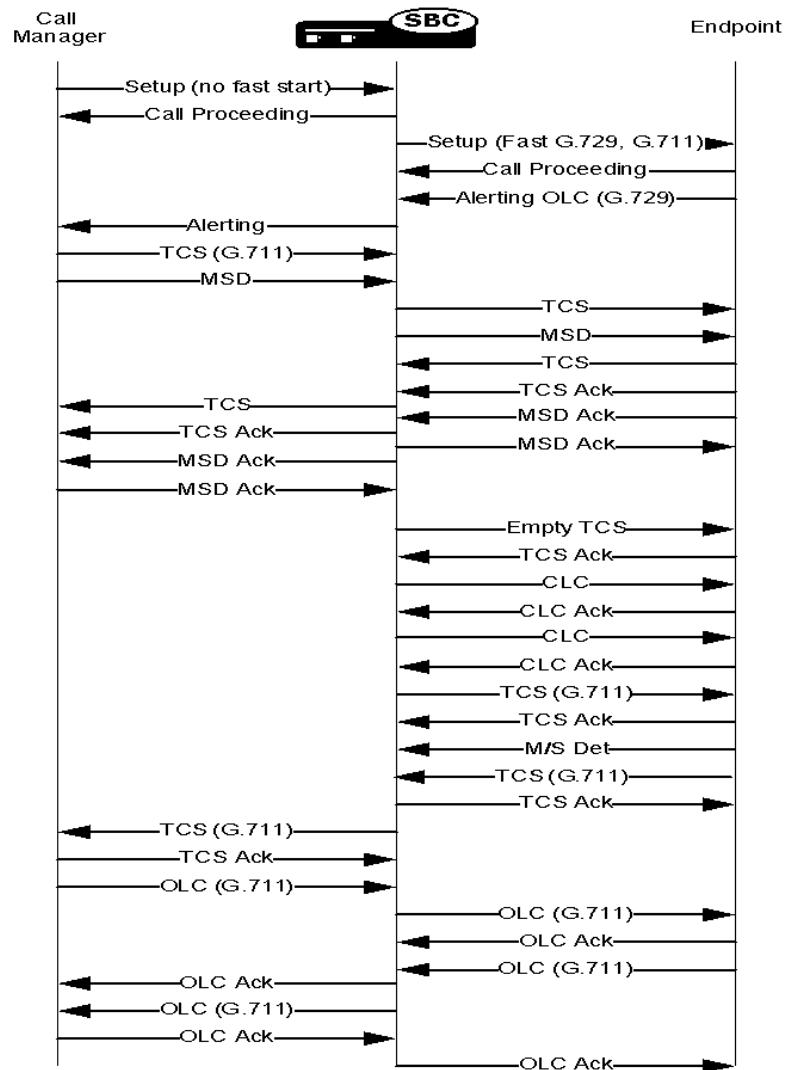 Call
Manager
SBC
Endpoint
Setup (no fast start)
Call Proceeding
Setup (Fast G.729, G.711)
Call Proceeding
Alerting OLC (G.729)
Alerting
TCS (G.711)
MSD
TCS
MSD
TCS
TCS Ack
TCS
MSD Ack
TCS Ack
MSD Ack
MSD Ack
MSD Ack
Empty TCS
TCS Ack
CLC
CLC Ack
CLC
CLC Ack
TCS (G.711)
TCS Ack
M/S Det
TCS (G.711)
TCS Ack
TCS (G.711)
TCS Ack
OLC (G.711)
OLC (G.711)
OLC Ack
OLC (G.711)
OLC Ack
OLC (G.711)
OLC Ack
OLC Ack